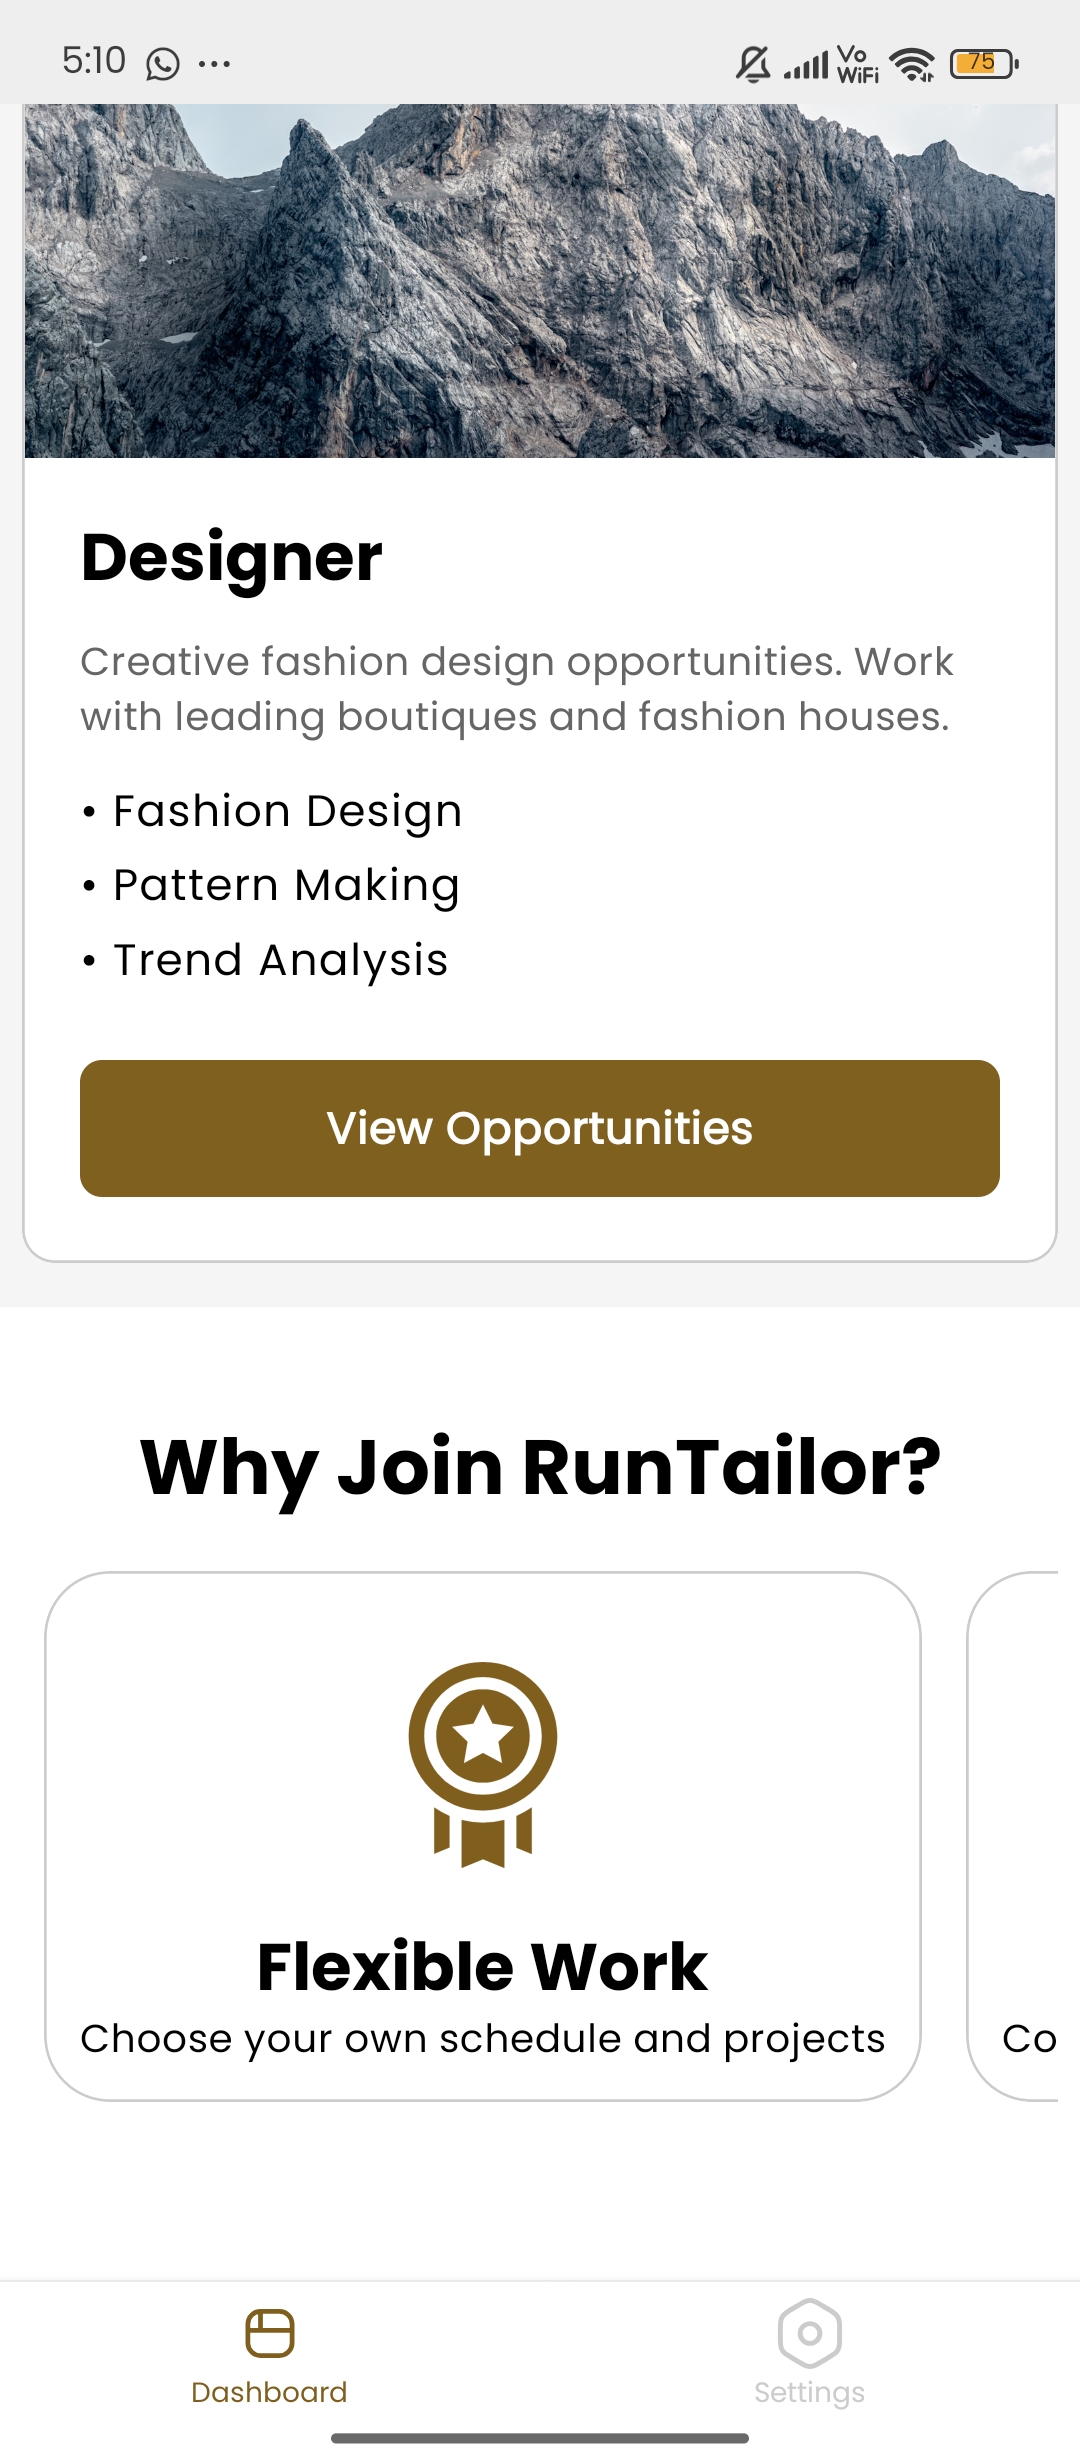 5:10
Vo
WiFi
75
Designer
Creative fashion design opportunities. Work
with leading boutiques and fashion houses.
• Fashion Design
• Pattern Making
• Trend Analysis
View Opportunities
Why Join RunTailor?
Flexible Work
Choose your own schedule and projects
Co
Dashboard
Settings